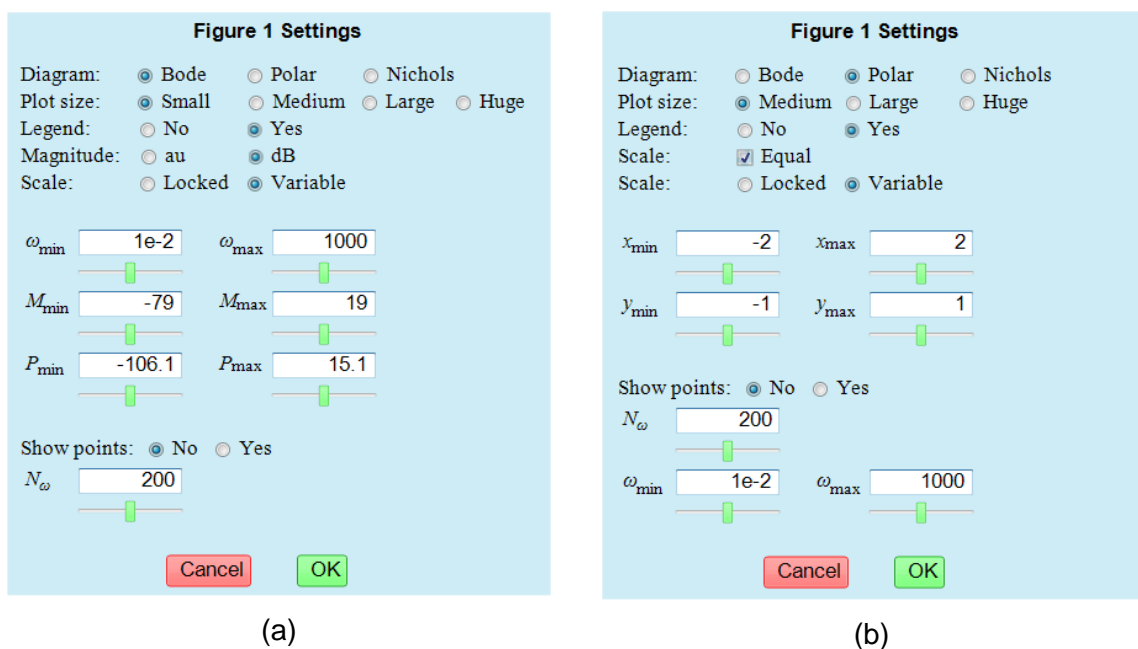 Figure 1 Settings
Diagram: Bode Polar Nichols
Plot size: Small Medium Large Huge
Legend: No Yes
Magnitude: au dB
Scale: Locked Variable
ωmin 1e-2 ωmax 1000
Mmin -79 Mmax 19
Pmin -106.1 Pmax 15.1
Show points: No Yes
Nω 200
Cancel OK
(a)
Figure 1 Settings
Diagram: Bode Polar Nichols
Plot size: Medium Large Huge
Legend: No Yes
Scale: Equal
Scale: Locked Variable
xmin -2 xmax 2
ymin -1 ymax 1
Show points: No Yes
Nω 200
ωmin 1e-2 ωmax 1000
Cancel OK
(b)